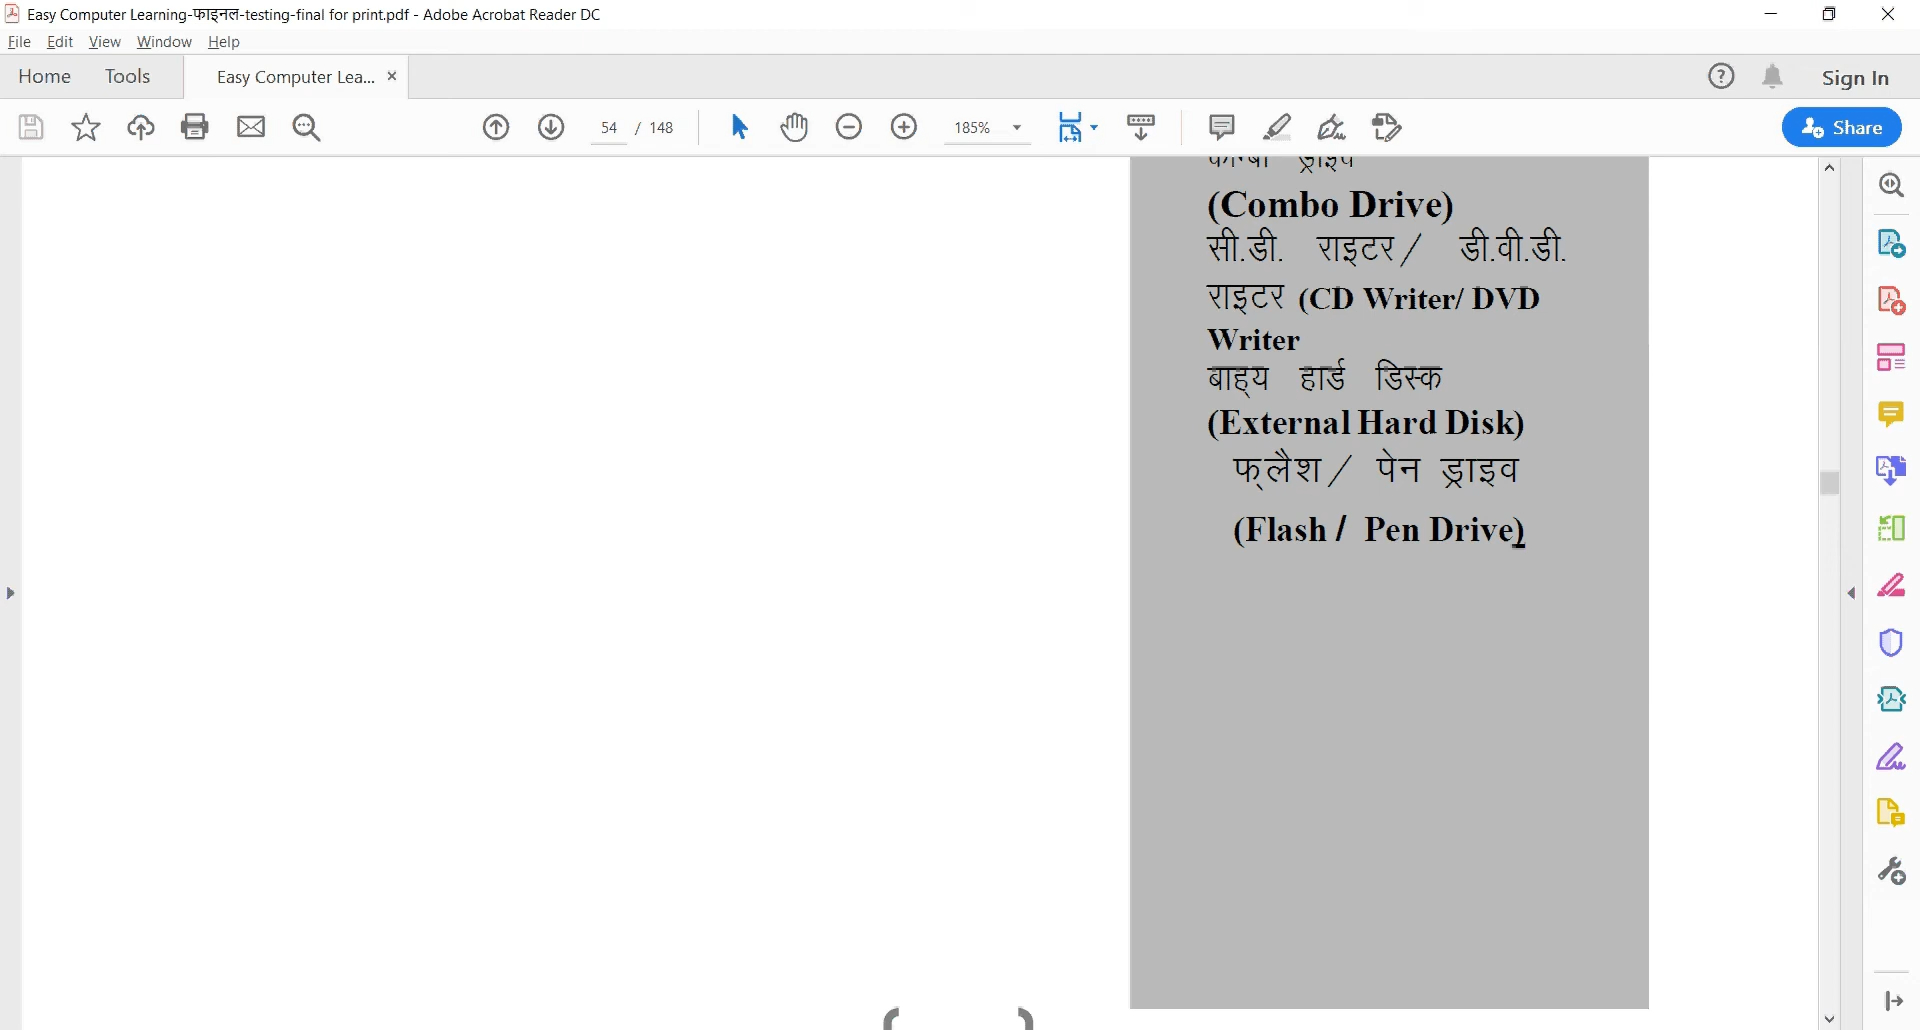 Easy Computer Learning-फाइनल-testing-final for print.pdf - Adobe Acrobat Reader DC
File Edit View Window Help
Home Tools Easy Computer Lea... Sign In
54 / 148 185% Share
(Combo Drive)
सी.डी. राइटर/ डी.वी.डी.
राइटर (CD Writer/ DVD
Writer
बाह्य हार्ड डिस्क
(External Hard Disk)
फ्लैश/ पेन ड्राइव
(Flash / Pen Drive)